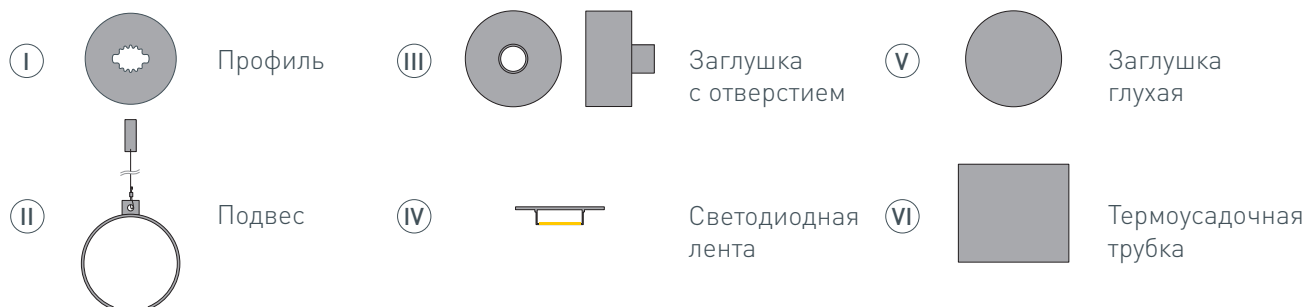 I
Профиль
III
Заглушка
с отверстием
V
Заглушка
глухая
II
Подвес
IV
Светодиодная
лента
VI
Термоусадочная
трубка